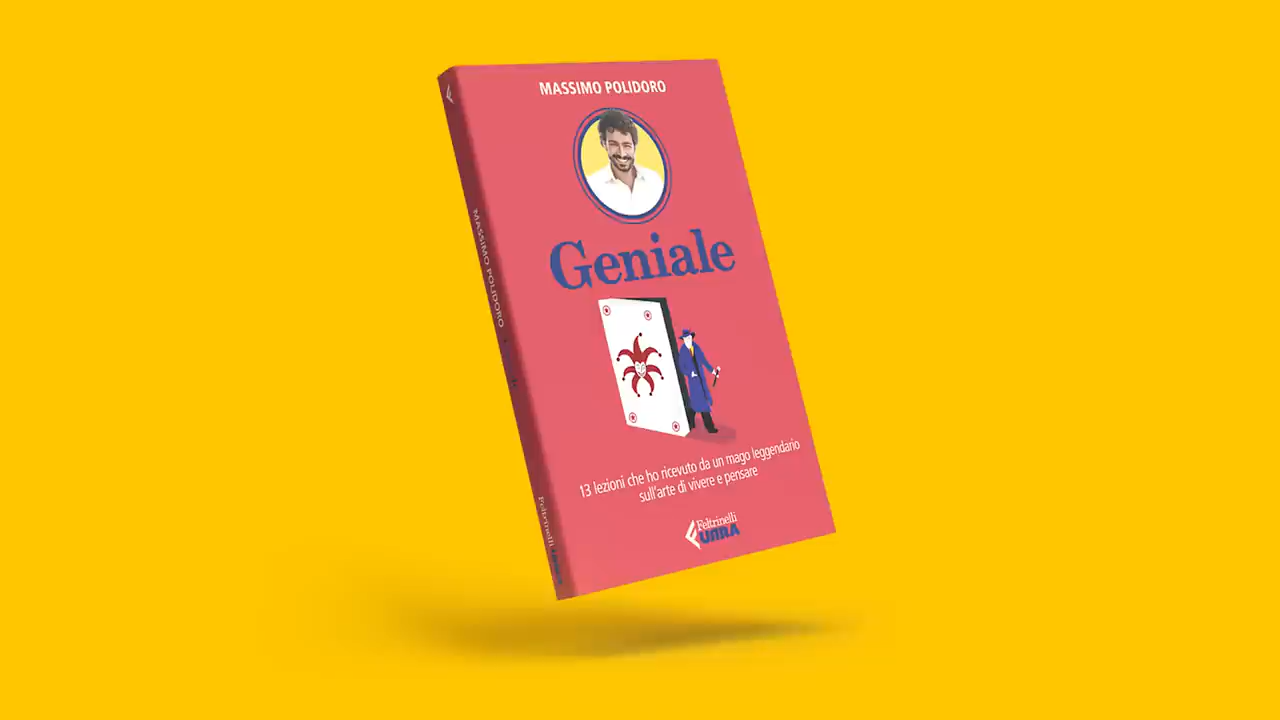 MASSIMO POLIDORO
Geniale
13 lezioni che ho ricevuto da un mago leggendario
sull'arte di vivere e pensare
Feltrinelli
URRA
MASSIMO POLIDORO
Feltrinelli